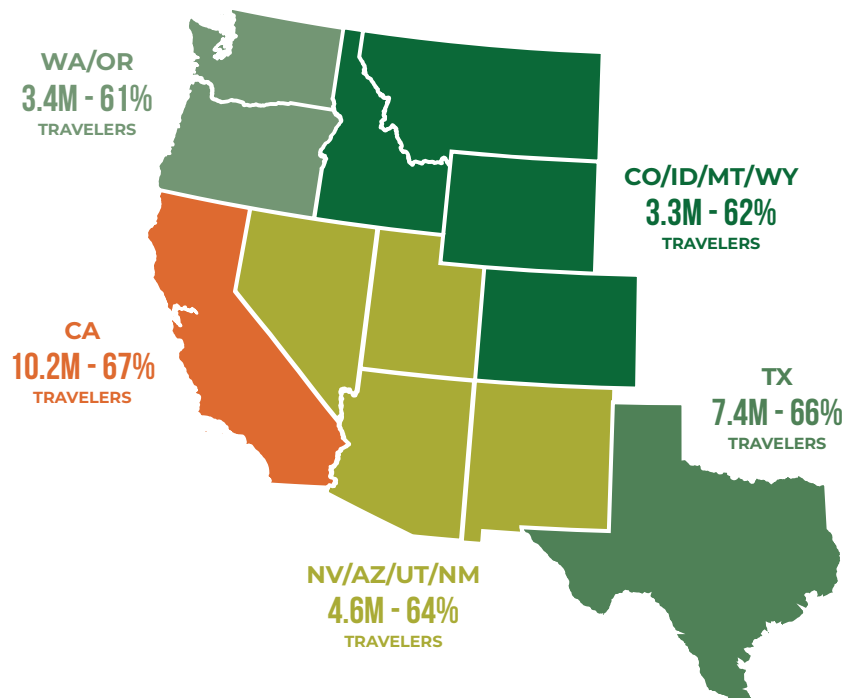 WA/OR
3.4M - 61%
TRAVELERS
CO/ID/MT/WY
3.3M - 62%
TRAVELERS
CA
10.2M - 67%
TRAVELERS
TX
7.4M - 66%
TRAVELERS
NV/AZ/UT/NM
4.6M - 64%
TRAVELERS